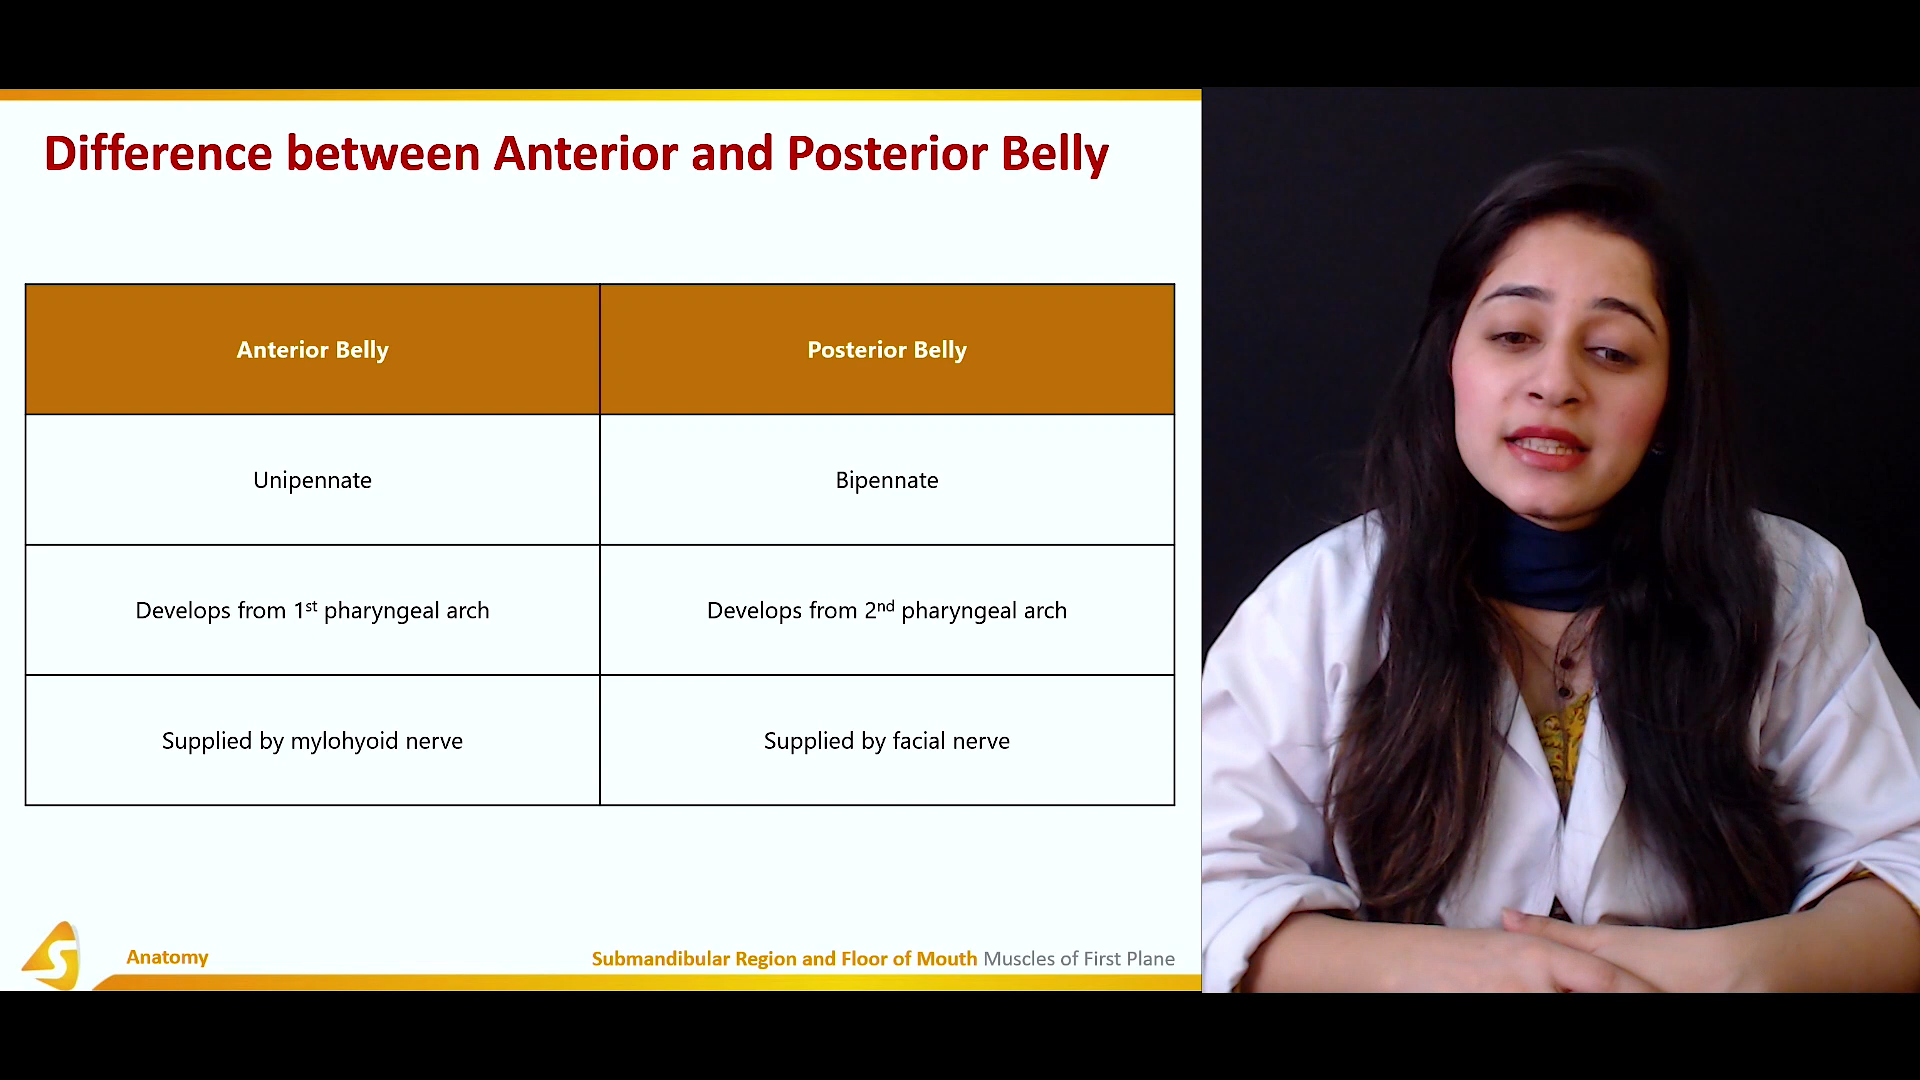 Difference between Anterior and Posterior Belly
Anterior Belly Posterior Belly
Unipennate Bipennate
Develops from 1st pharyngeal arch Develops from 2nd pharyngeal arch
Supplied by mylohyoid nerve Supplied by facial nerve
Anatomy Submandibular Region and Floor of Mouth Muscles of First Plane